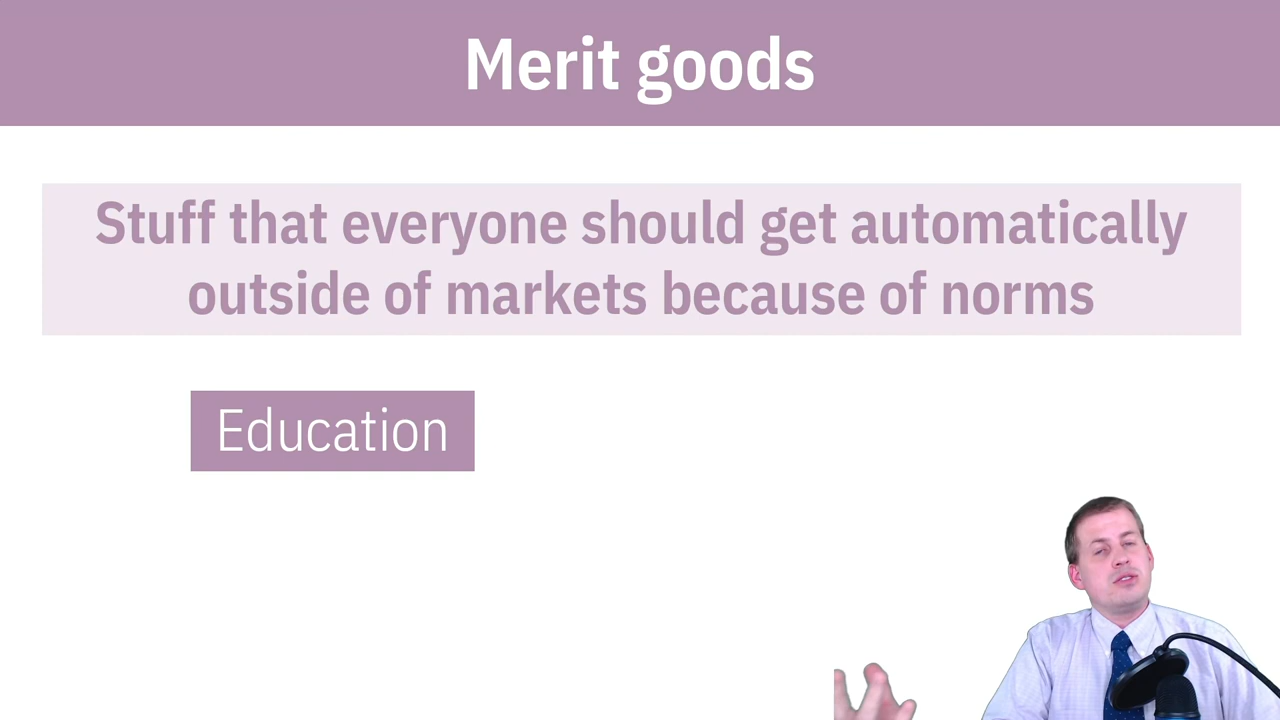 Merit goods
Stuff that everyone should get automatically
outside of markets because of norms
Education